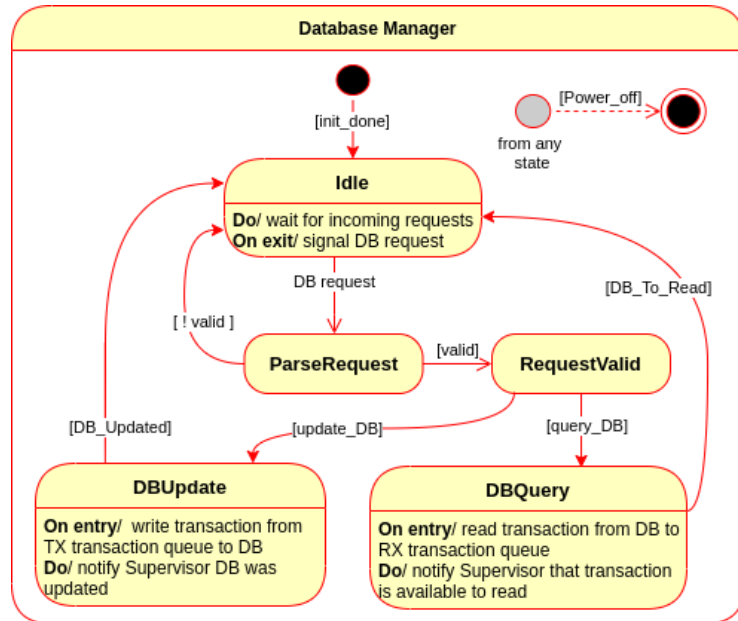 Database Manager
[init_done]
[Power_off]
from any
state
Idle
Do/ wait for incoming requests
On exit/ signal DB request
DB request
[DB_To_Read]
[ ! valid ]
ParseRequest
[valid]
RequestValid
[DB_Updated]
[update_DB]
[query_DB]
DBUpdate
On entry/ write transaction from
TX transaction queue to DB
Do/ notify Supervisor DB was
updated
DBQuery
On entry/ read transaction from DB to
RX transaction queue
Do/ notify Supervisor that transaction
is available to read